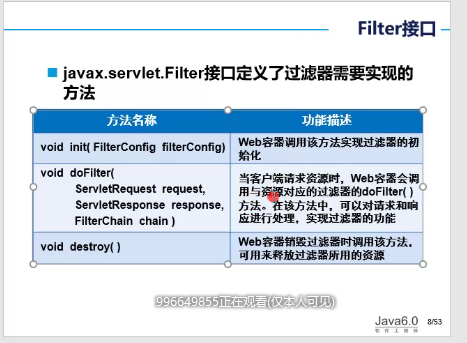 Filter接口
javax.servlet.Filter接口定义了过滤器需要实现的
方法
方法名称
功能描述
void init( FilterConfig filterConfig)
Web容器调用该方法实现过滤器的初
始化
void doFilter(
ServletRequest request,
ServletResponse response,
FilterChain chain )
当客户端请求资源时，Web容器会调
用与资源对应的过滤器的doFilter( )
方法。在该方法中，可以对请求和响
应进行处理，实现过滤器的功能
void destroy( )
Web容器销毁过滤器时调用该方法，
可用来释放过滤器所用的资源
996649855正在观看(仅本人可见)
Java6.0
软件工程师
8/53